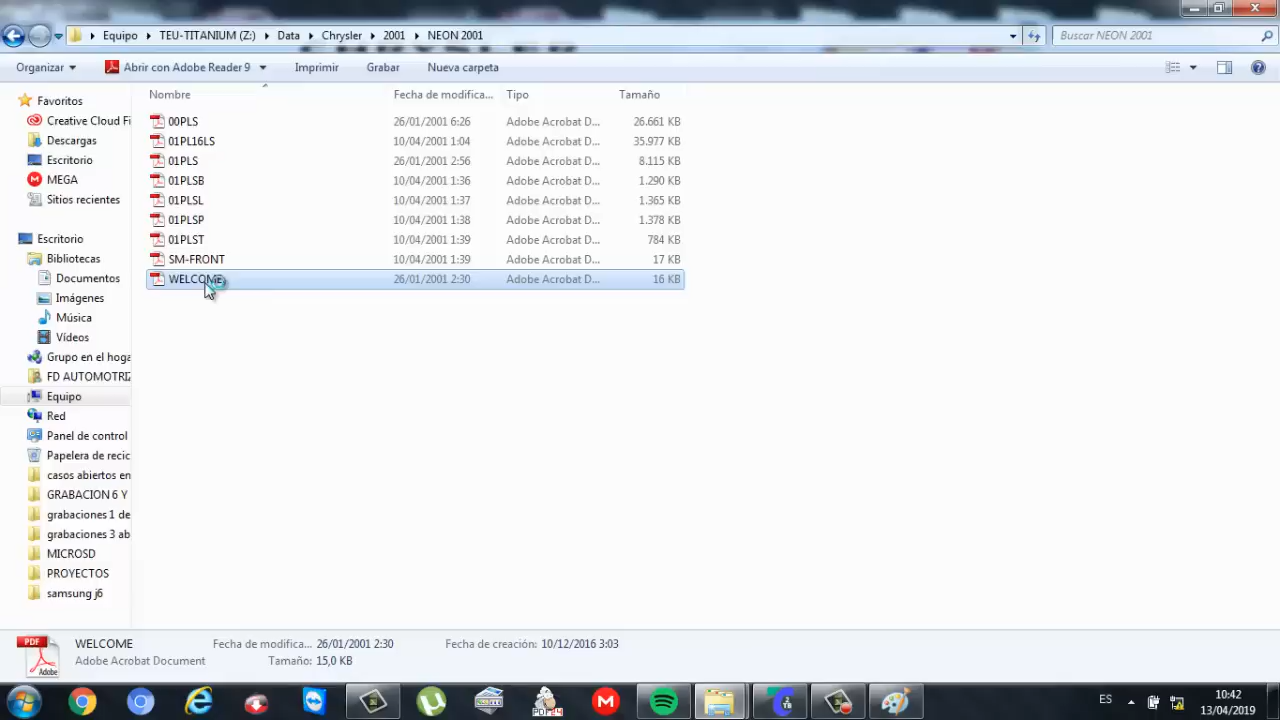 Equipo ▸ TEU-TITANIUM (Z:) ▸ Data ▸ Chrysler ▸ 2001 ▸ NEON 2001
Buscar NEON 2001
Organizar
Abrir con Adobe Reader 9
Imprimir
Grabar
Nueva carpeta
Nombre Fecha de modifica... Tipo Tamaño
00PLS 26/01/2001 6:26 Adobe Acrobat D... 26.661 KB
01PL16LS 10/04/2001 1:04 Adobe Acrobat D... 35.977 KB
01PLS 26/01/2001 2:56 Adobe Acrobat D... 8.115 KB
01PLSB 10/04/2001 1:36 Adobe Acrobat D... 1.290 KB
01PLSL 10/04/2001 1:37 Adobe Acrobat D... 1.365 KB
01PLSP 10/04/2001 1:38 Adobe Acrobat D... 1.378 KB
01PLST 10/04/2001 1:39 Adobe Acrobat D... 784 KB
SM-FRONT 10/04/2001 1:39 Adobe Acrobat D... 17 KB
WELCOME 26/01/2001 2:30 Adobe Acrobat D... 16 KB
Favoritos
Creative Cloud Fi
Descargas
Escritorio
MEGA
Sitios recientes
Escritorio
Bibliotecas
Documentos
Imágenes
Música
Vídeos
Grupo en el hoga
FD AUTOMOTRIZ
Equipo
Red
Panel de control
Papelera de recic
casos abiertos en
GRABACION 6 Y
grabaciones 1 de
grabaciones 3 ab
MICROSD
PROYECTOS
samsung j6
PDF
Adobe
WELCOME
Adobe Acrobat Document
Fecha de modifica... 26/01/2001 2:30
Tamaño: 15,0 KB
Fecha de creación: 10/12/2016 3:03
ES
10:42
13/04/2019